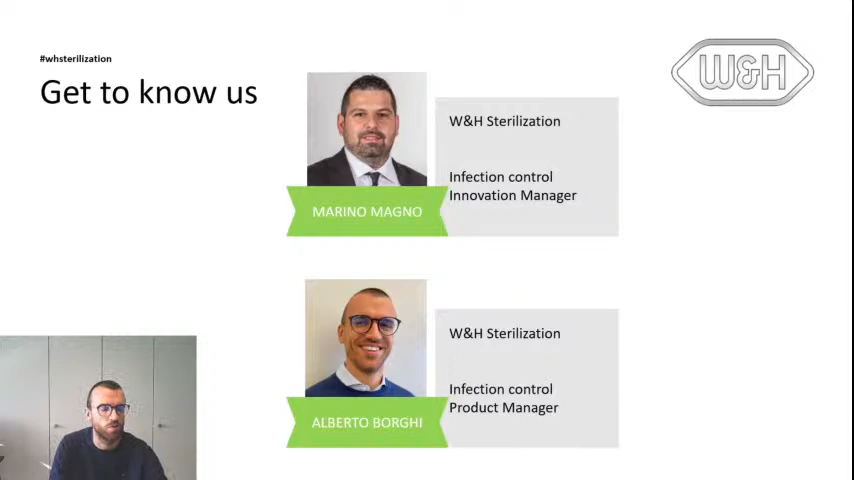 #whsterilization
Get to know us
W&H
W&H Sterilization
Infection control
Innovation Manager
MARINO MAGNO
W&H Sterilization
Infection control
Product Manager
ALBERTO BORGHI